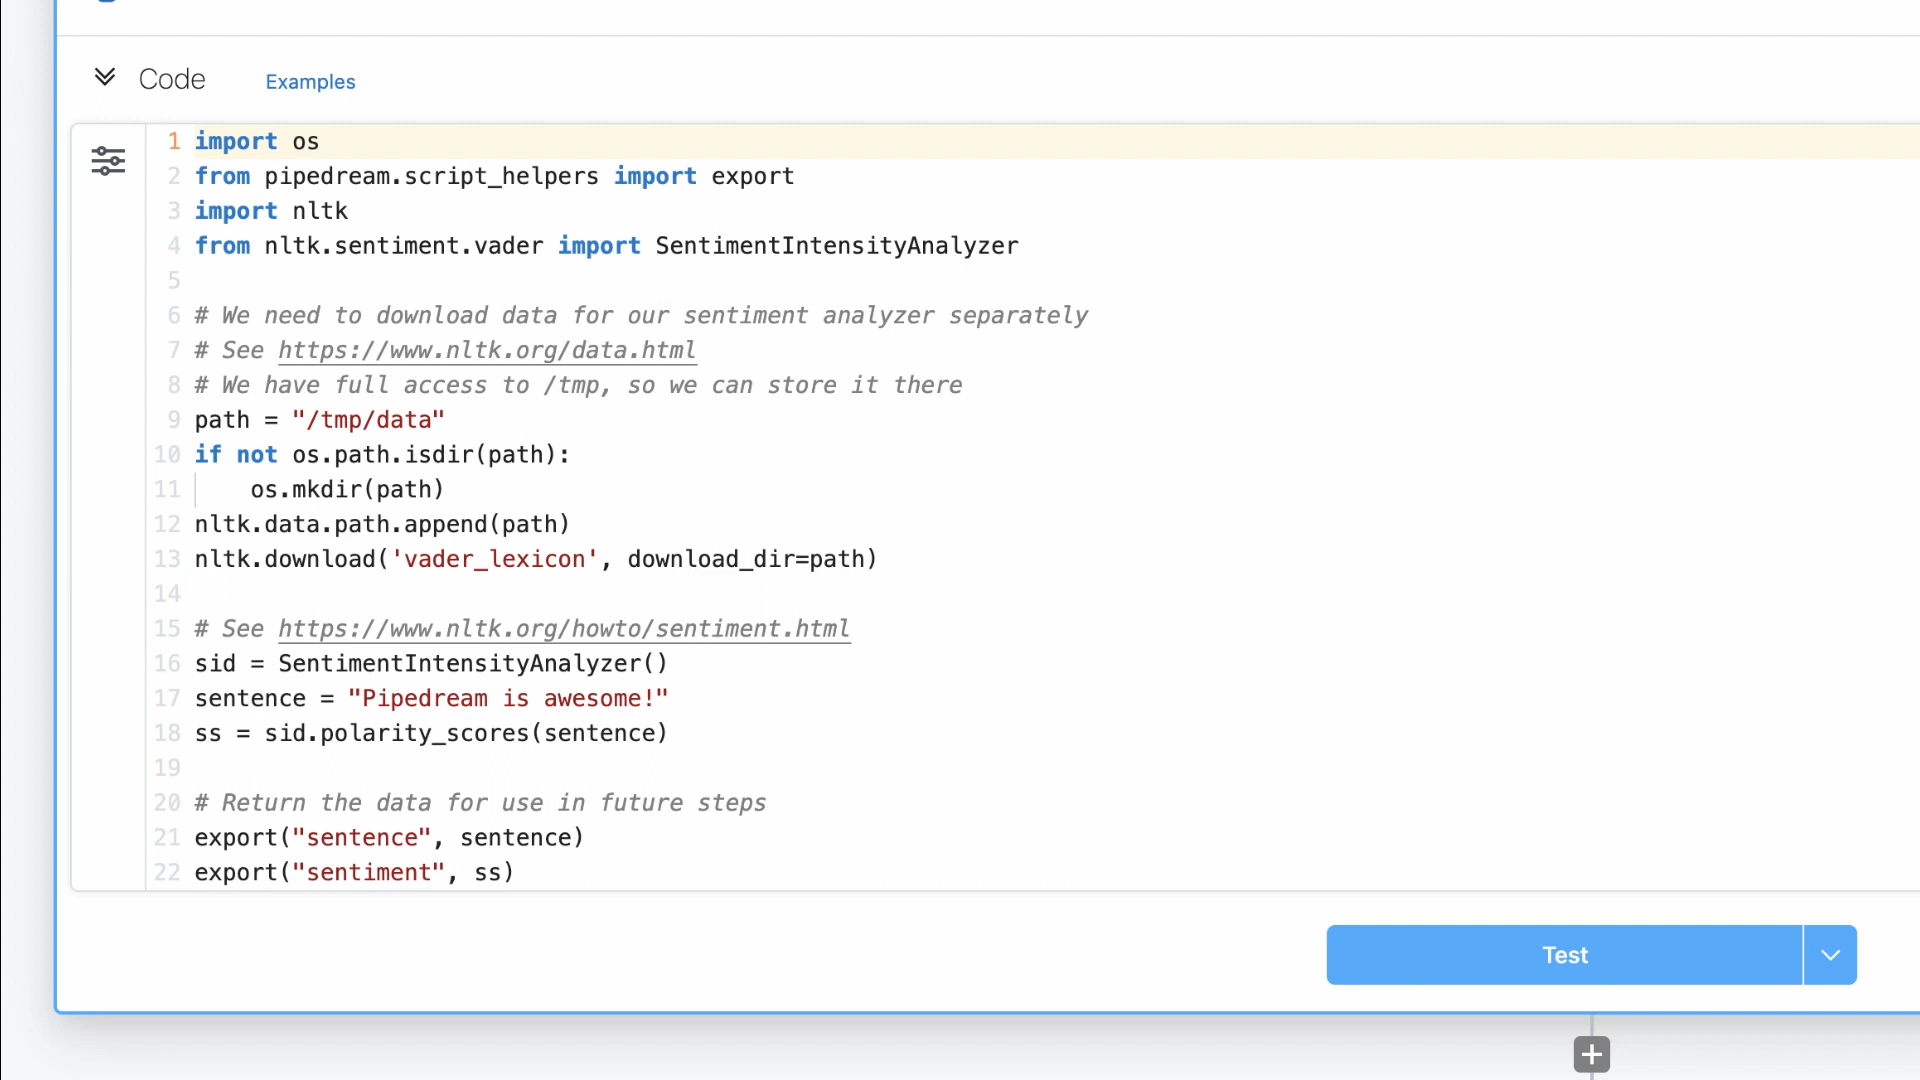 Code
Examples
1 import os
2 from pipedream.script_helpers import export
3 import nltk
4 from nltk.sentiment.vader import SentimentIntensityAnalyzer
5
6 # We need to download data for our sentiment analyzer separately
7 # See https://www.nltk.org/data.html
8 # We have full access to /tmp, so we can store it there
9 path = "/tmp/data"
10 if not os.path.isdir(path):
11     os.mkdir(path)
12 nltk.data.path.append(path)
13 nltk.download('vader_lexicon', download_dir=path)
14
15 # See https://www.nltk.org/howto/sentiment.html
16 sid = SentimentIntensityAnalyzer()
17 sentence = "Pipedream is awesome!"
18 ss = sid.polarity_scores(sentence)
19
20 # Return the data for use in future steps
21 export("sentence", sentence)
22 export("sentiment", ss)
Test